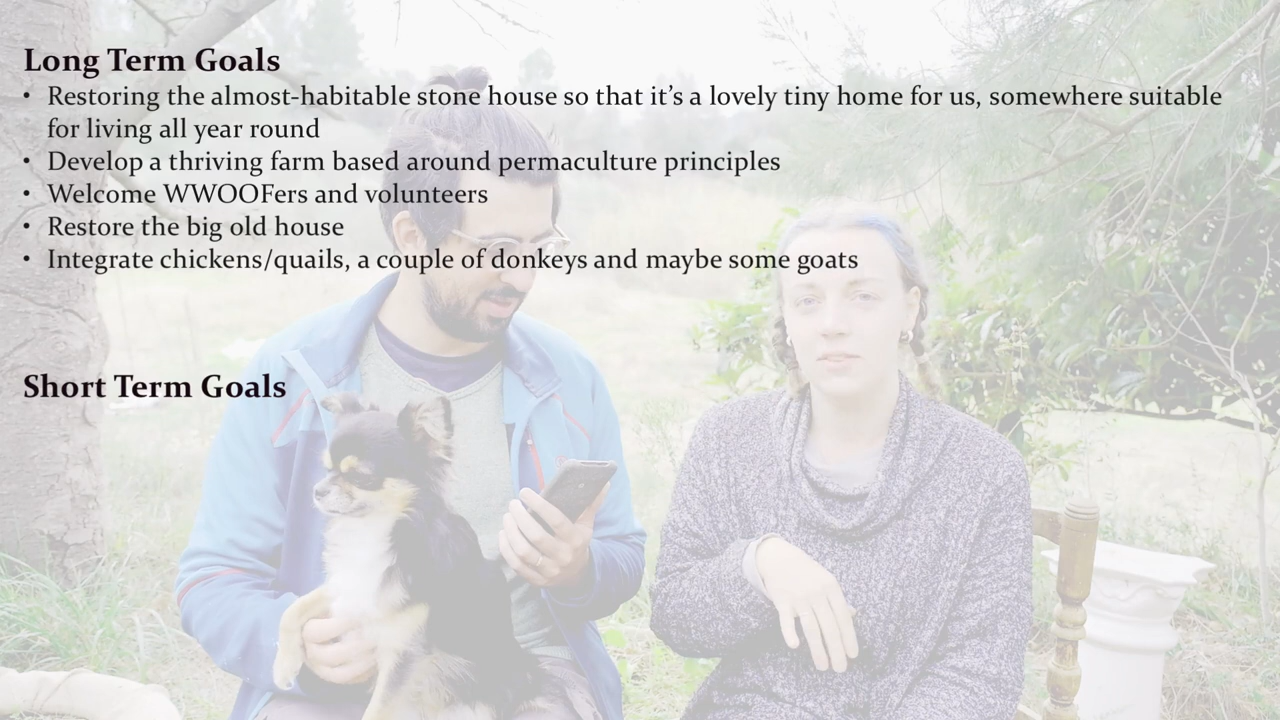 Long Term Goals
• Restoring the almost-habitable stone house so that it’s a lovely tiny home for us, somewhere suitable
for living all year round
• Develop a thriving farm based around permaculture principles
• Welcome WWOOFers and volunteers
• Restore the big old house
• Integrate chickens/quails, a couple of donkeys and maybe some goats
Short Term Goals